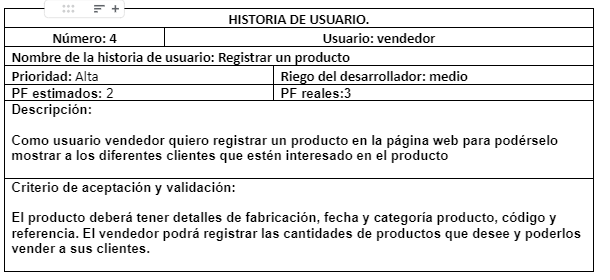 HISTORIA DE USUARIO.
Número: 4 Usuario: vendedor
Nombre de la historia de usuario: Registrar un producto
Prioridad: Alta Riego del desarrollador: medio
PF estimados: 2 PF reales:3
Descripción:
Como usuario vendedor quiero registrar un producto en la página web para podérselo
mostrar a los diferentes clientes que estén interesado en el producto
Criterio de aceptación y validación:
El producto deberá tener detalles de fabricación, fecha y categoría producto, código y
referencia. El vendedor podrá registrar las cantidades de productos que desee y poderlos
vender a sus clientes.